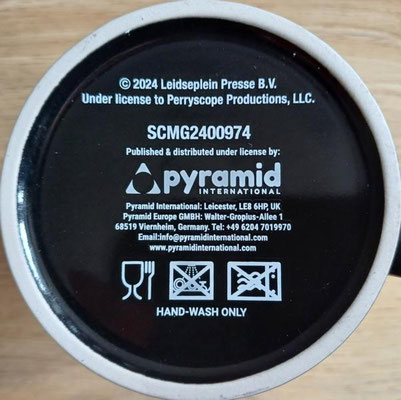 © 2024 Leidseplein Presse B.V.
Under license to Perryscope Productions, LLC.
SCMG2400974
Published & distributed under license by:
pyramid
INTERNATIONAL
Pyramid International: Leicester, LE8 6HP, UK
Pyramid Europe GMBH: Walter-Gropius-Allee 1
68519 Viernheim, Germany. Tel: +49 6204 7019970
Email:info@pyramidinternational.com
www.pyramidinternational.com
HAND-WASH ONLY